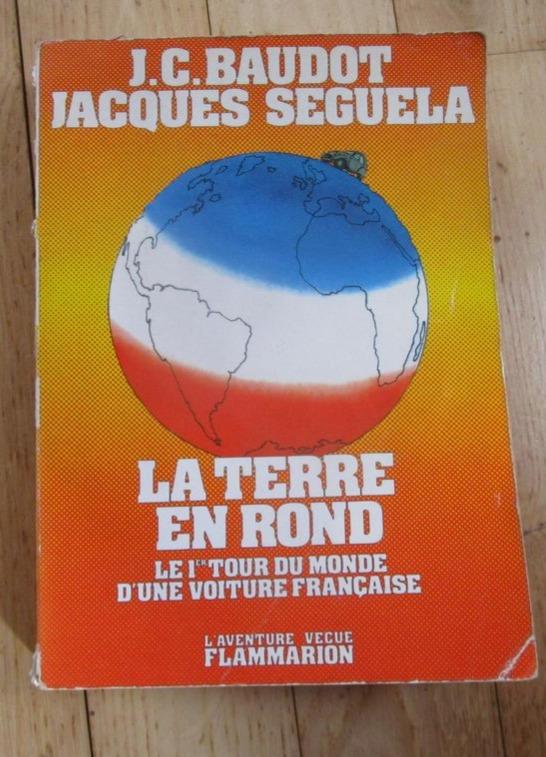 J.C.BAUDOT
JACQUES SEGUELA
LA TERRE
EN ROND
LE 1ER TOUR DU MONDE
D'UNE VOITURE FRANÇAISE
L'AVENTURE VECUE
FLAMMARION